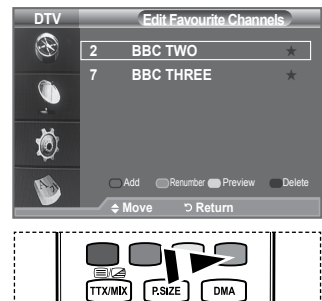 DTV Edit Favourite Channels
2 BBC TWO ★
7 BBC THREE ★
Add Renumber Preview Delete
Move Return
TTX/MIX P.SIZE DMA